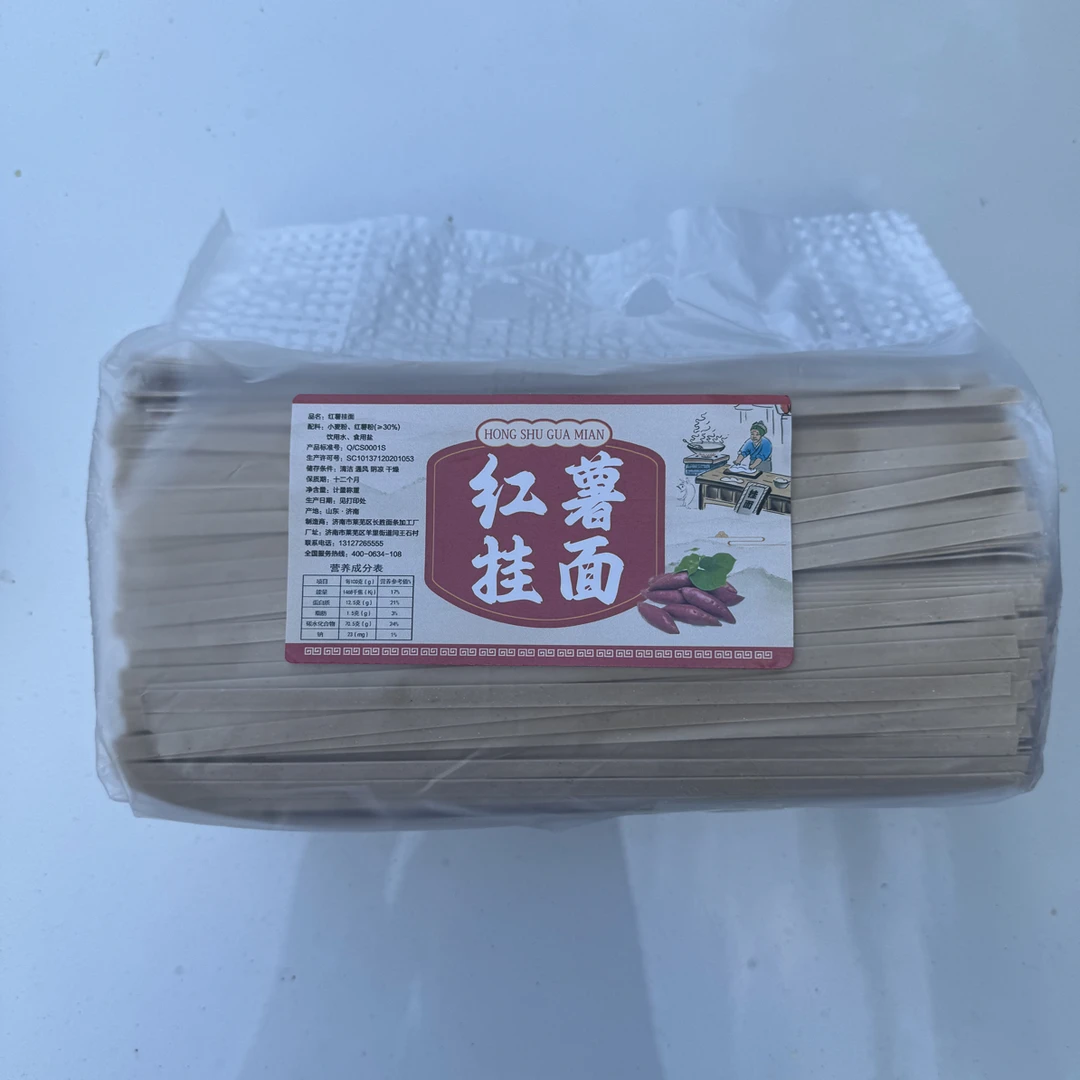 品名：红薯挂面
配料：小麦粉、红薯粉(≥30%)
饮用水、食用盐
产品标准号：Q/CS0001S
生产许可号：SC10137120201053
储存条件：清洁 通风 阴凉 干燥
保质期：十二个月
净含量：计量称重
生产日期：见打印处
产地：山东·济南
制造商：济南市莱芜区长胜面条加工厂
厂址：济南市莱芜区羊里街道同王石村
联系电话：13127265555
全国服务热线：400-0634-108
营养成分表
项目 每100克(g) 营养参考值%
能量 1468千焦(Kj) 17%
蛋白质 12.5克(g) 21%
脂肪 1.5克(g) 3%
碳水化合物 70.5克(g) 24%
钠 20(mg) 1%
HONG SHU GUA MIAN
红薯
挂面